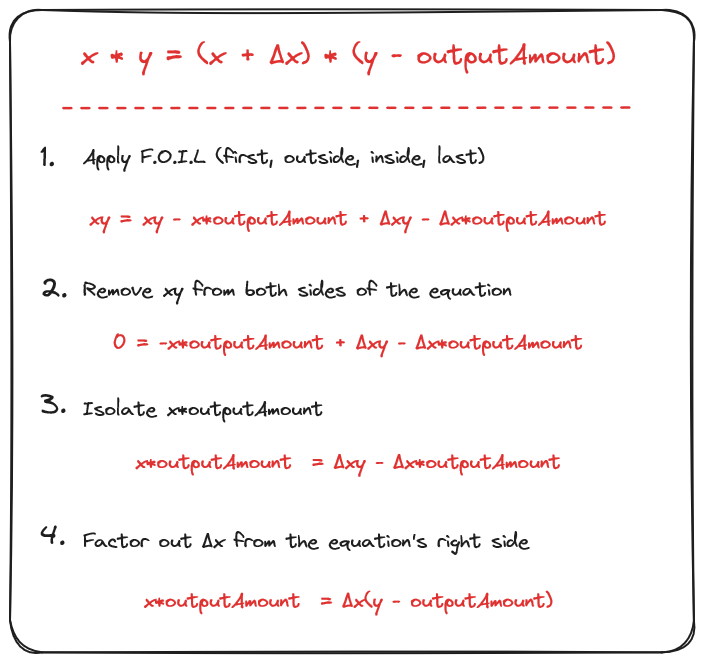 x * y = (x + Δx) * (y - outputAmount)
1. Apply F.O.I.L (first, outside, inside, last)
xy = xy - x*outputAmount + Δxy - Δx*outputAmount
2. Remove xy from both sides of the equation
0 = -x*outputAmount + Δxy - Δx*outputAmount
3. Isolate x*outputAmount
x*outputAmount = Δxy - Δx*outputAmount
4. Factor out Δx from the equation's right side
x*outputAmount = Δx(y - outputAmount)